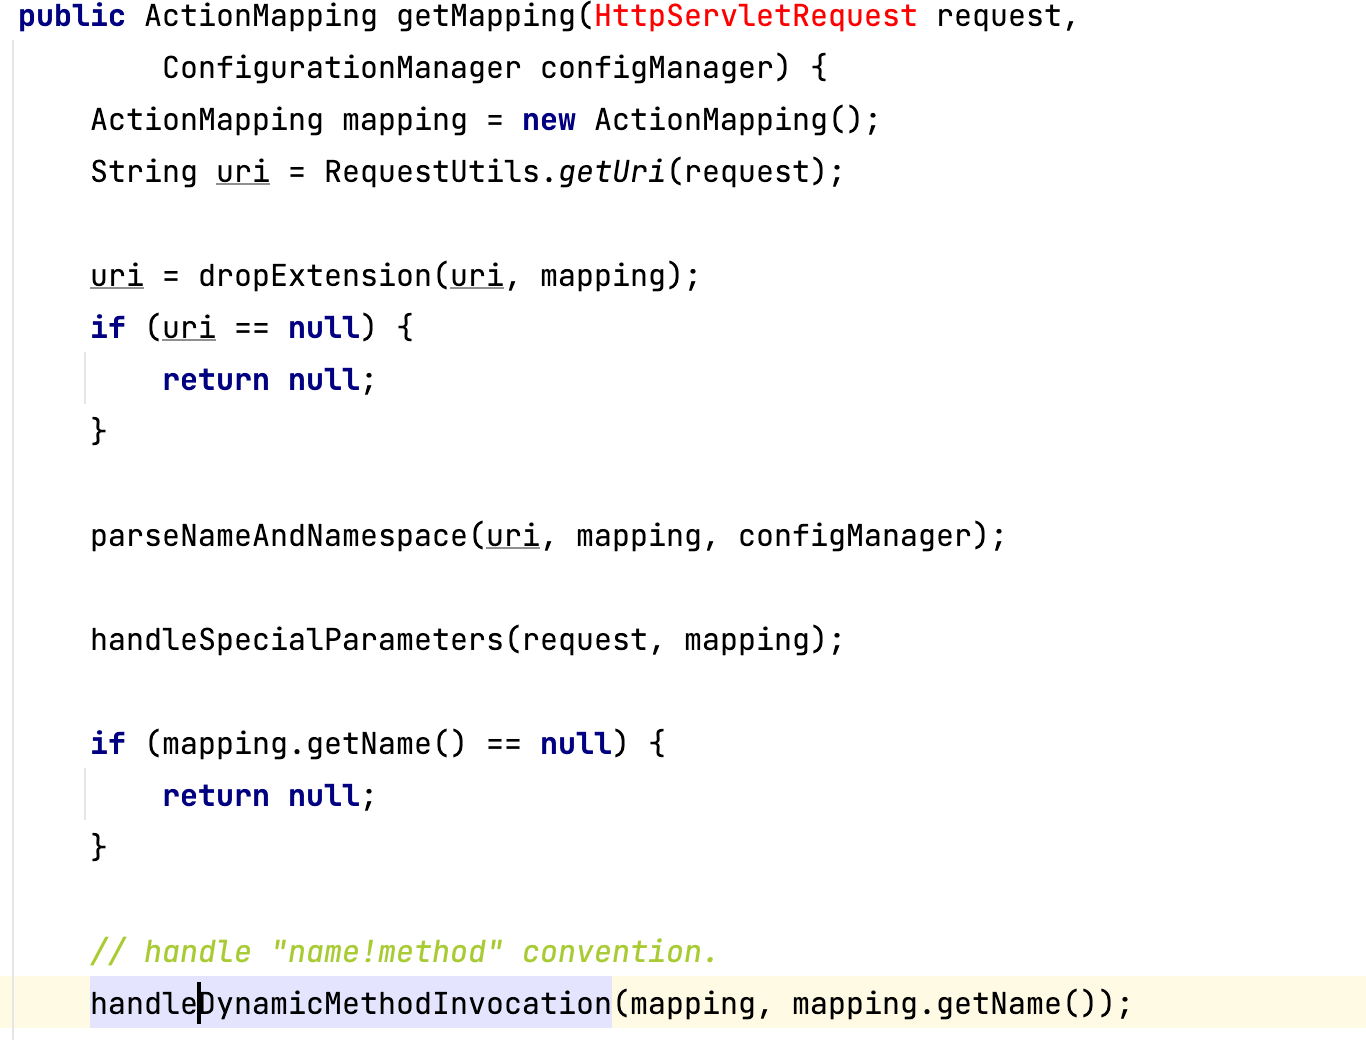 public ActionMapping getMapping(HttpServletRequest request,
ConfigurationManager configManager) {
ActionMapping mapping = new ActionMapping();
String uri = RequestUtils.getUri(request);
uri = dropExtension(uri, mapping);
if (uri == null) {
return null;
}
parseNameAndNamespace(uri, mapping, configManager);
handleSpecialParameters(request, mapping);
if (mapping.getName() == null) {
return null;
}
// handle "name!method" convention.
handleDynamicMethodInvocation(mapping, mapping.getName());